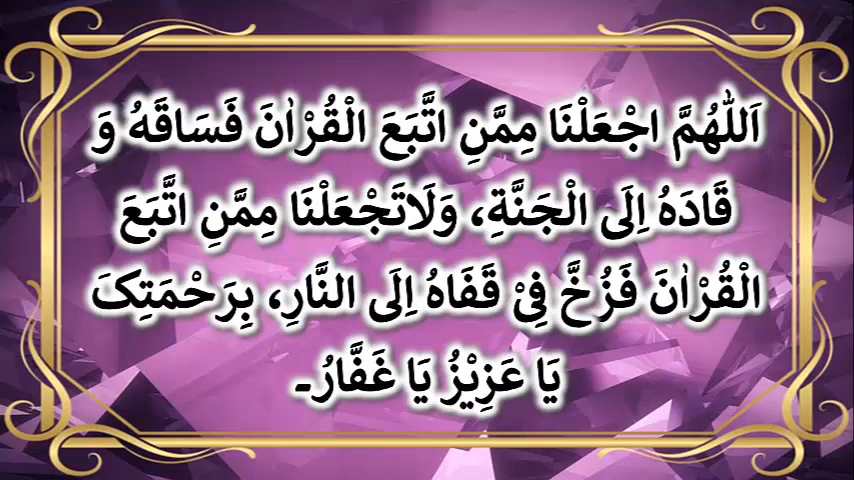 اَللّٰهُمَّ اجْعَلْنَا مِمَّنِ اتَّبَعَ الْقُرْاٰنَ فَسَاقَهُ وَ
قَادَهُ اِلَى الْجَنَّةِ، وَلَاتَجْعَلْنَا مِمَّنِ اتَّبَعَ
الْقُرْاٰنَ فَزُخَّ فِيْ قَفَاهُ اِلَى النَّارِ، بِرَحْمَتِکَ
يَا عَزِيْزُ يَا غَفَّارُ۔